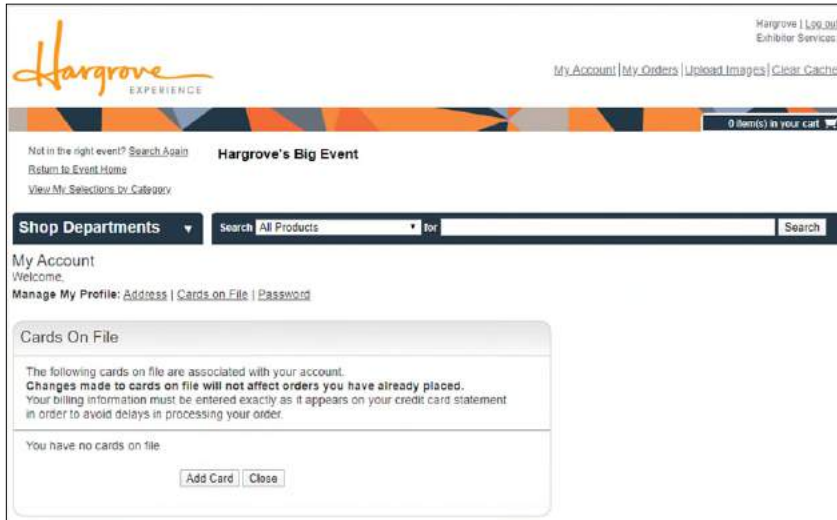 Hargrove
EXPERIENCE
Hargrove | Log out
Exhibitor Services
My Account | My Orders | Upload Images | Clear Cache
0 item(s) in your cart
Not in the right event? Search Again
Hargrove's Big Event
Return to Event Home
View My Selections by Category
Shop Departments
Search All Products for Search
My Account
Welcome,
Manage My Profile: Address | Cards on File | Password
Cards On File
The following cards on file are associated with your account.
Changes made to cards on file will not affect orders you have already placed.
Your billing information must be entered exactly as it appears on your credit card statement
in order to avoid delays in processing your order.
You have no cards on file
Add Card Close